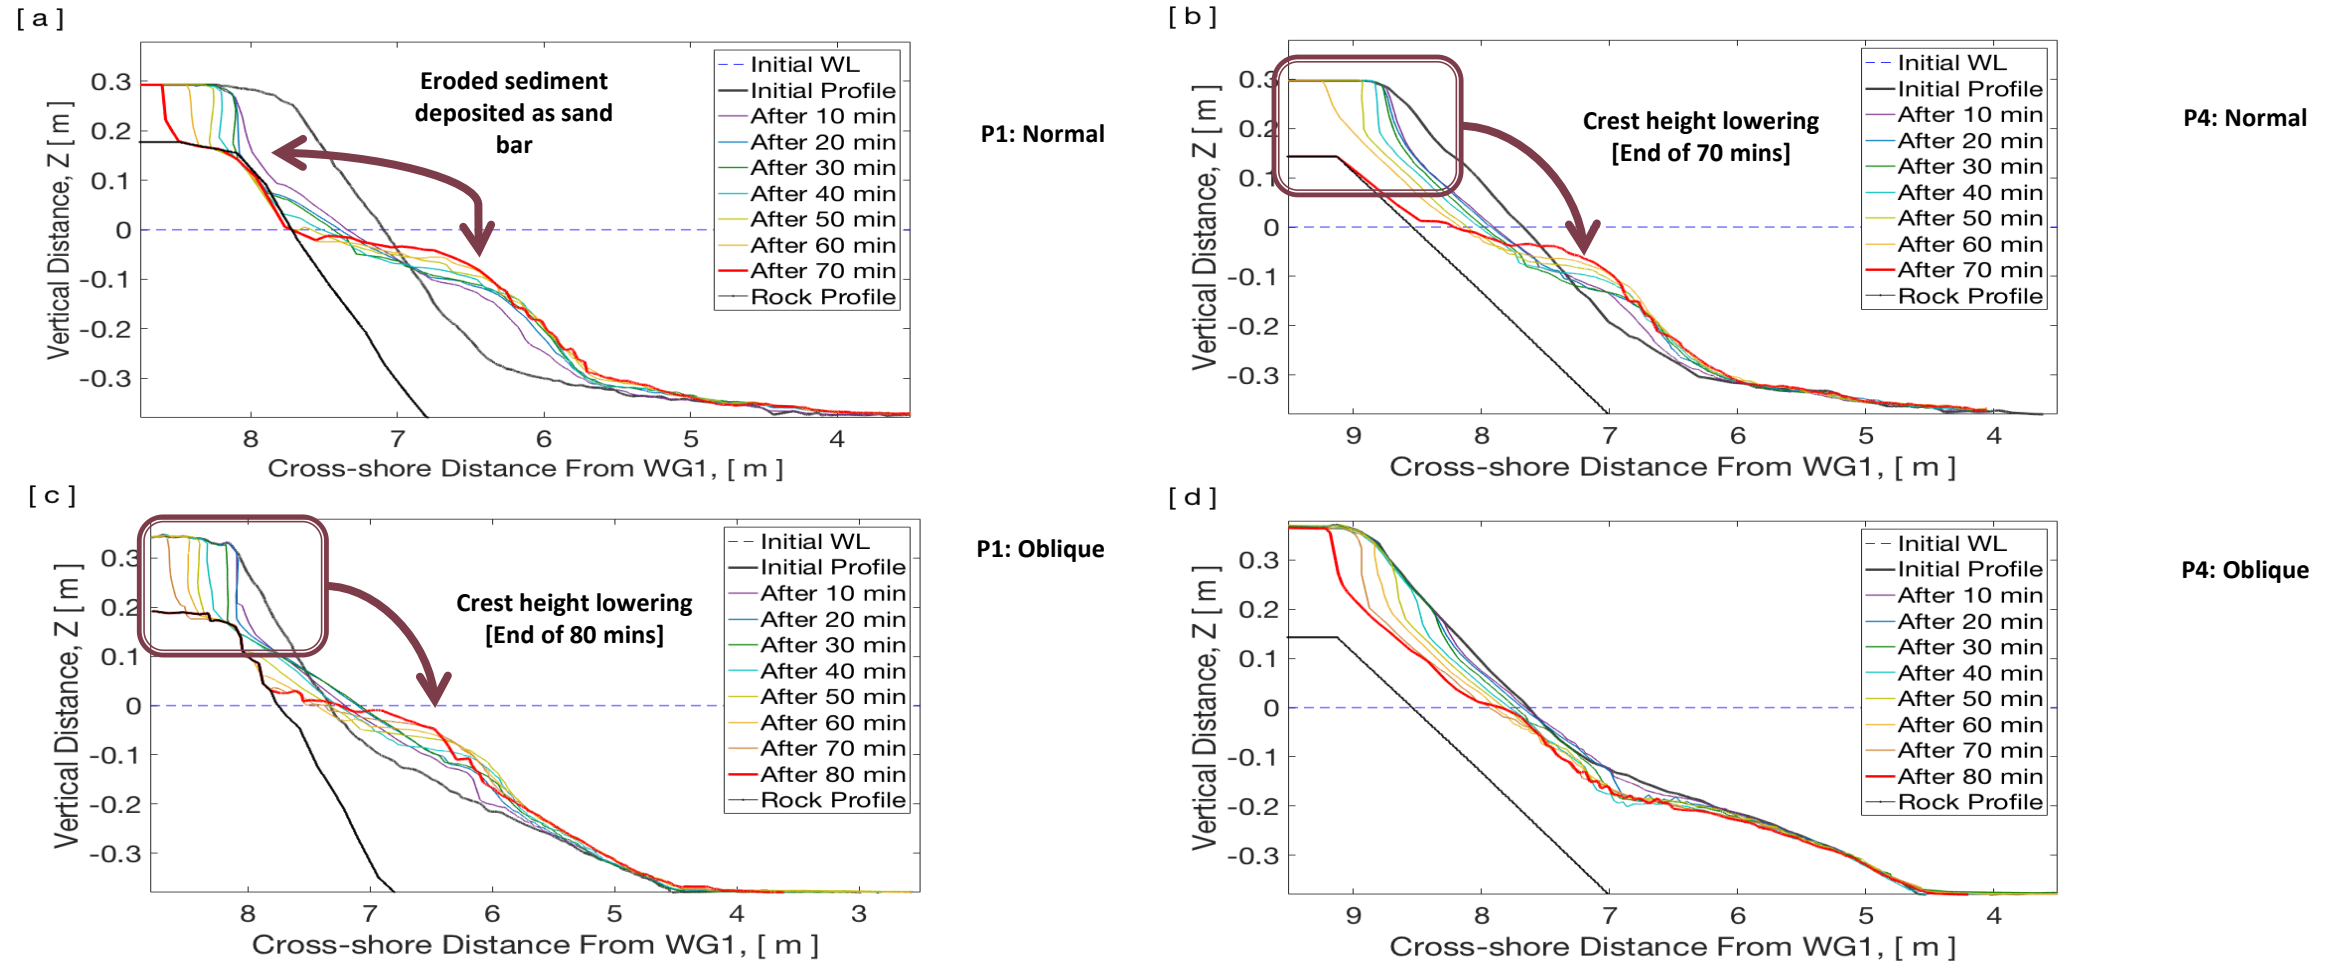 [ a ]
0.3
0.2
0.1
0
-0.1
-0.2
-0.3
Vertical Distance, Z [ m ]
8
7
6
5
4
Cross-shore Distance From WG1, [ m ]
Eroded sediment
deposited as sand
bar
Initial WL
Initial Profile
After 10 min
After 20 min
After 30 min
After 40 min
After 50 min
After 60 min
After 70 min
Rock Profile
P1: Normal
[ b ]
0.3
0.2
0.1
0
-0.1
-0.2
-0.3
Vertical Distance, Z [ m ]
9
8
7
6
5
4
Cross-shore Distance From WG1, [ m ]
Crest height lowering
[End of 70 mins]
Initial WL
Initial Profile
After 10 min
After 20 min
After 30 min
After 40 min
After 50 min
After 60 min
After 70 min
Rock Profile
P4: Normal
[ c ]
0.3
0.2
0.1
0
-0.1
-0.2
-0.3
Vertical Distance, Z [ m ]
8
7
6
5
4
3
Cross-shore Distance From WG1, [ m ]
Crest height lowering
[End of 80 mins]
Initial WL
Initial Profile
After 10 min
After 20 min
After 30 min
After 40 min
After 50 min
After 60 min
After 70 min
After 80 min
Rock Profile
P1: Oblique
[ d ]
0.3
0.2
0.1
0
-0.1
-0.2
-0.3
Vertical Distance, Z [ m ]
9
8
7
6
5
4
Cross-shore Distance From WG1, [ m ]
Initial WL
Initial Profile
After 10 min
After 20 min
After 30 min
After 40 min
After 50 min
After 60 min
After 70 min
After 80 min
Rock Profile
P4: Oblique